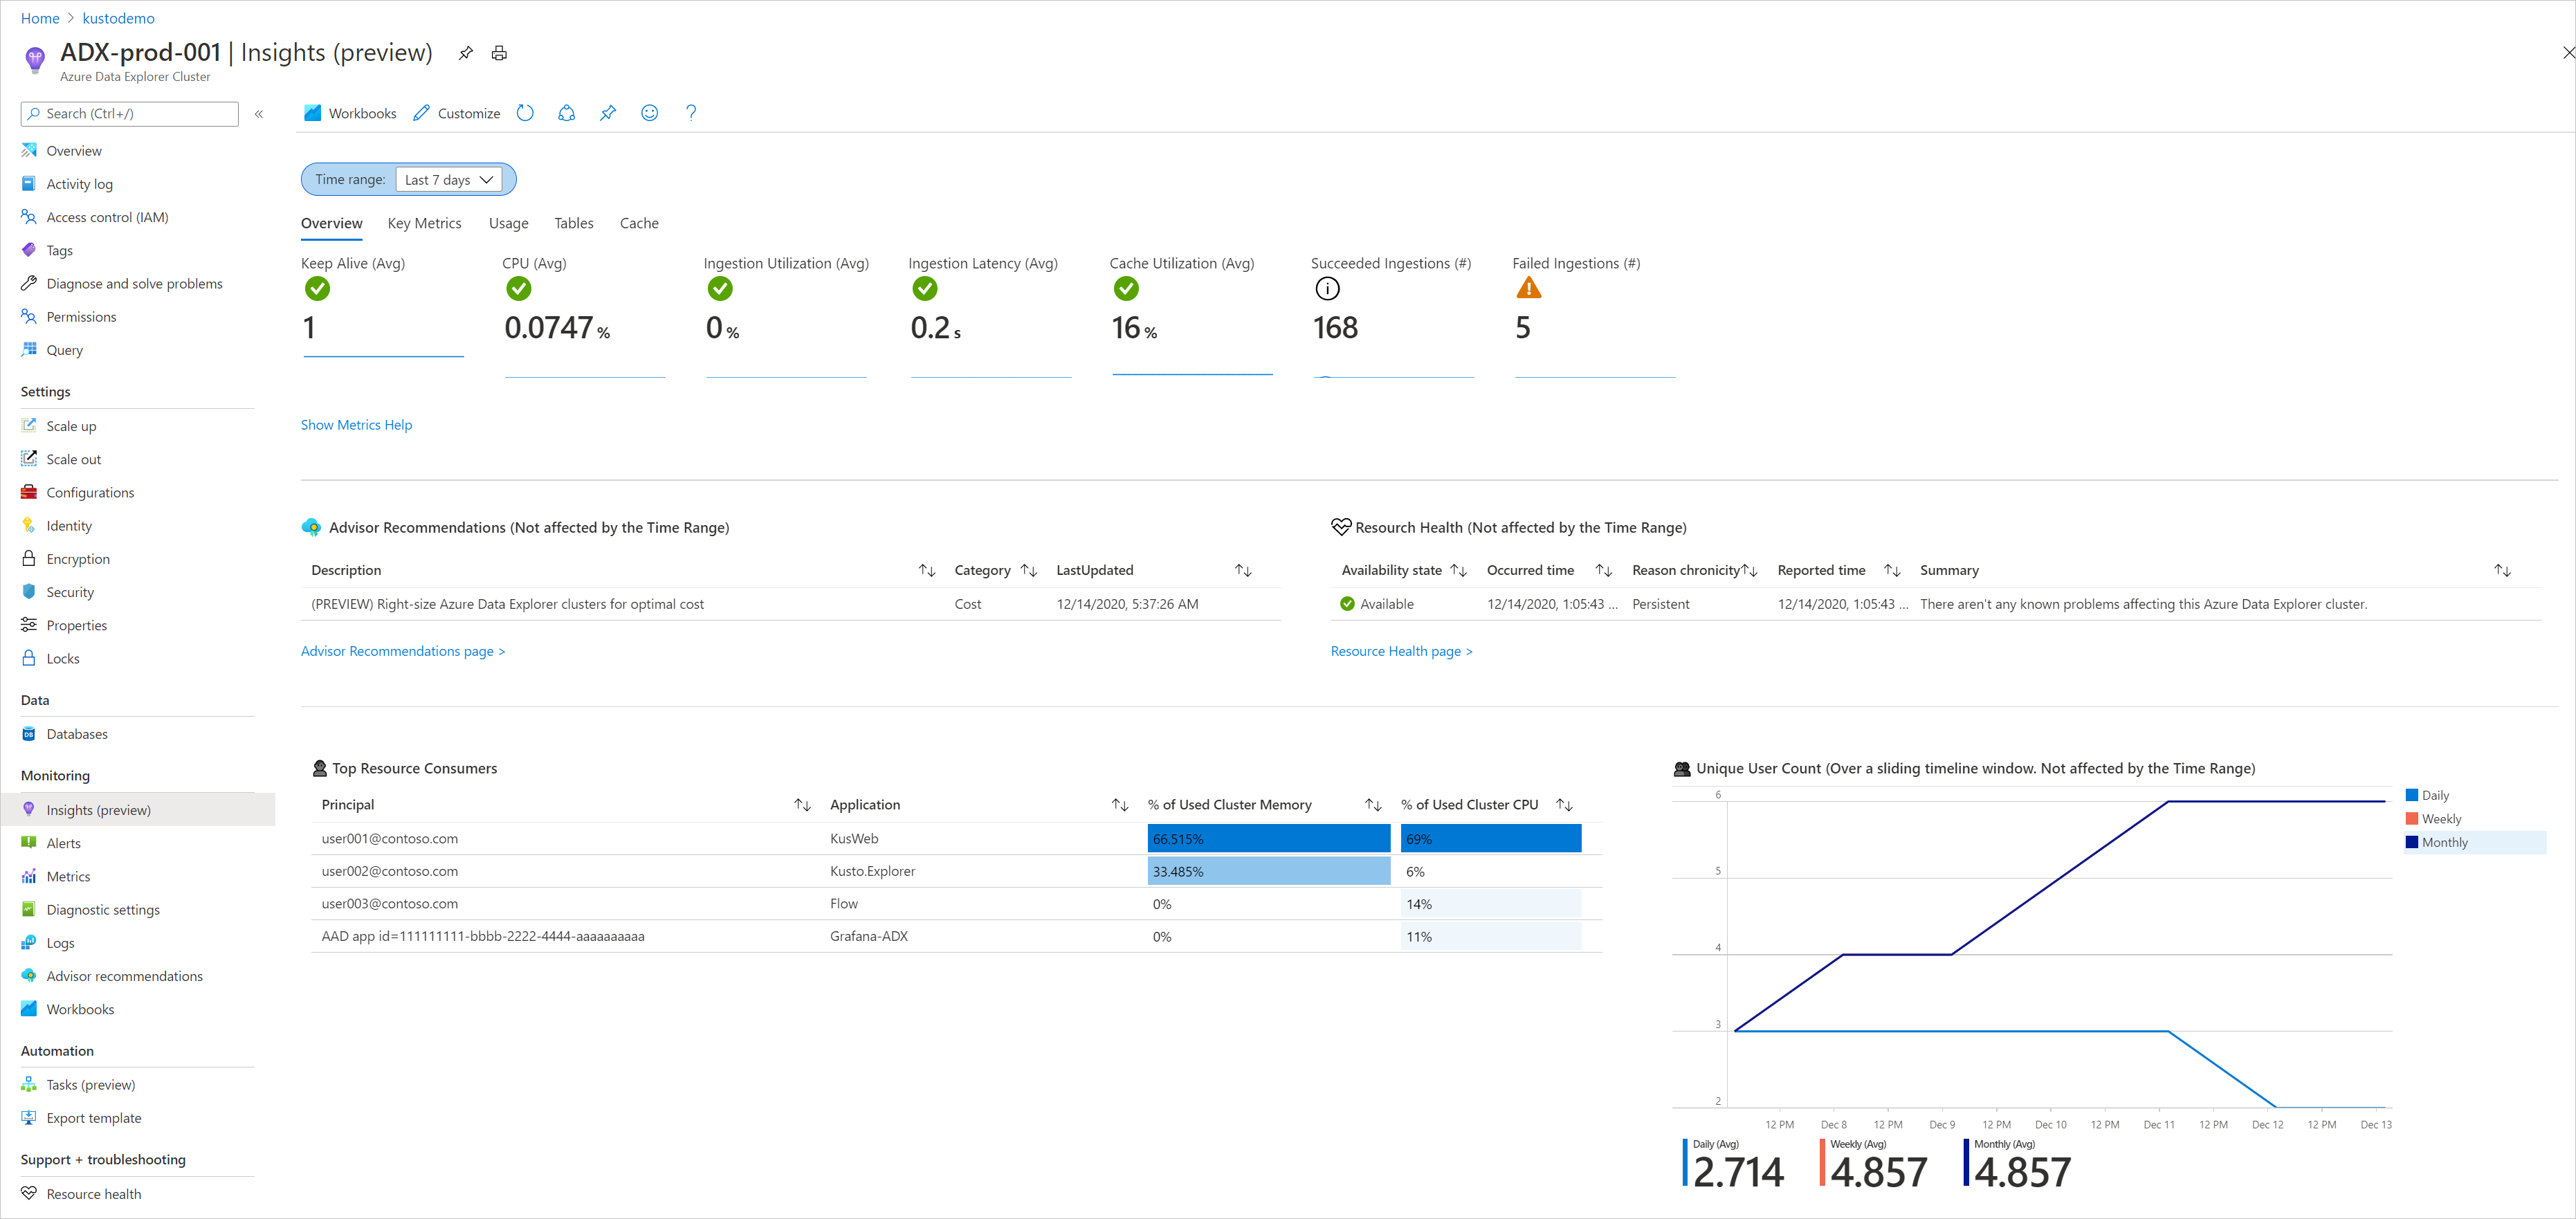 Home > kustodemo
ADX-prod-001 | Insights (preview)
Azure Data Explorer Cluster
Search (Ctrl+/)
«
Overview
Activity log
Access control (IAM)
Tags
Diagnose and solve problems
Permissions
Query
Settings
Scale up
Scale out
Configurations
Identity
Encryption
Security
Properties
Locks
Data
Databases
Monitoring
Insights (preview)
Alerts
Metrics
Diagnostic settings
Logs
Advisor recommendations
Workbooks
Automation
Tasks (preview)
Export template
Support + troubleshooting
Resource health
Workbooks Customize ?
Time range: Last 7 days
Overview Key Metrics Usage Tables Cache
Keep Alive (Avg) CPU (Avg) Ingestion Utilization (Avg) Ingestion Latency (Avg) Cache Utilization (Avg) Succeeded Ingestions (#) Failed Ingestions (#)
1 0.0747 % 0 % 0.2 s 16 % 168 5
Show Metrics Help
Advisor Recommendations (Not affected by the Time Range)
Description Category LastUpdated
(PREVIEW) Right-size Azure Data Explorer clusters for optimal cost Cost 12/14/2020, 5:37:26 AM
Advisor Recommendations page >
Resourch Health (Not affected by the Time Range)
Availability state Occurred time Reason chronicity Reported time Summary
Available 12/14/2020, 1:05:43 ... Persistent 12/14/2020, 1:05:43 ... There aren't any known problems affecting this Azure Data Explorer cluster.
Resource Health page >
Top Resource Consumers
Principal Application % of Used Cluster Memory % of Used Cluster CPU
user001@contoso.com KusWeb 66.515% 69%
user002@contoso.com Kusto.Explorer 33.485% 6%
user003@contoso.com Flow 0% 14%
AAD app id=111111111-bbbb-2222-4444-aaaaaaaaaa Grafana-ADX 0% 11%
Unique User Count (Over a sliding timeline window. Not affected by the Time Range)
6
5
4
3
2
12 PM Dec 8 12 PM Dec 9 12 PM Dec 10 12 PM Dec 11 12 PM Dec 12 12 PM Dec 13
Daily
Weekly
Monthly
Daily (Avg) Weekly (Avg) Monthly (Avg)
2.714 4.857 4.857